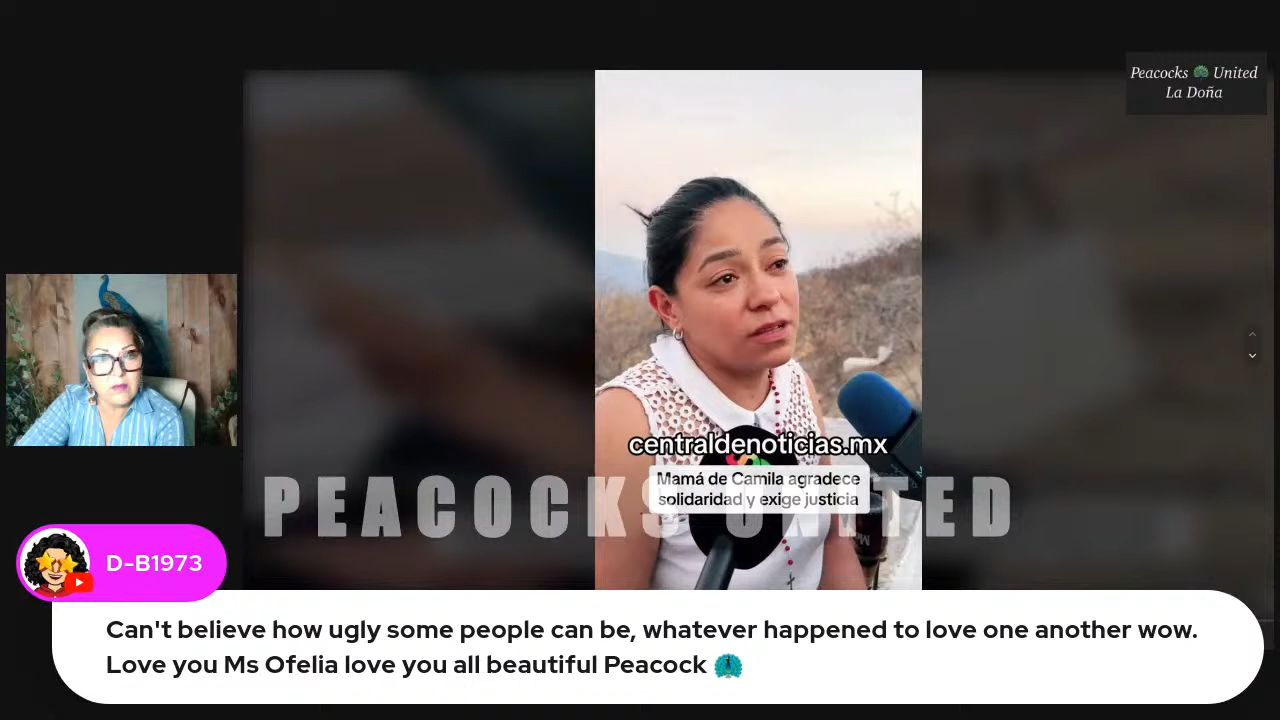 Peacocks 🦚 United
La Doña
centraldenoticias.mx
Mamá de Camila agradece
solidaridad y exige justicia
PEACOCKS UNITED
D-B1973
Can't believe how ugly some people can be, whatever happened to love one another wow.
Love you Ms Ofelia love you all beautiful Peacock 🦚